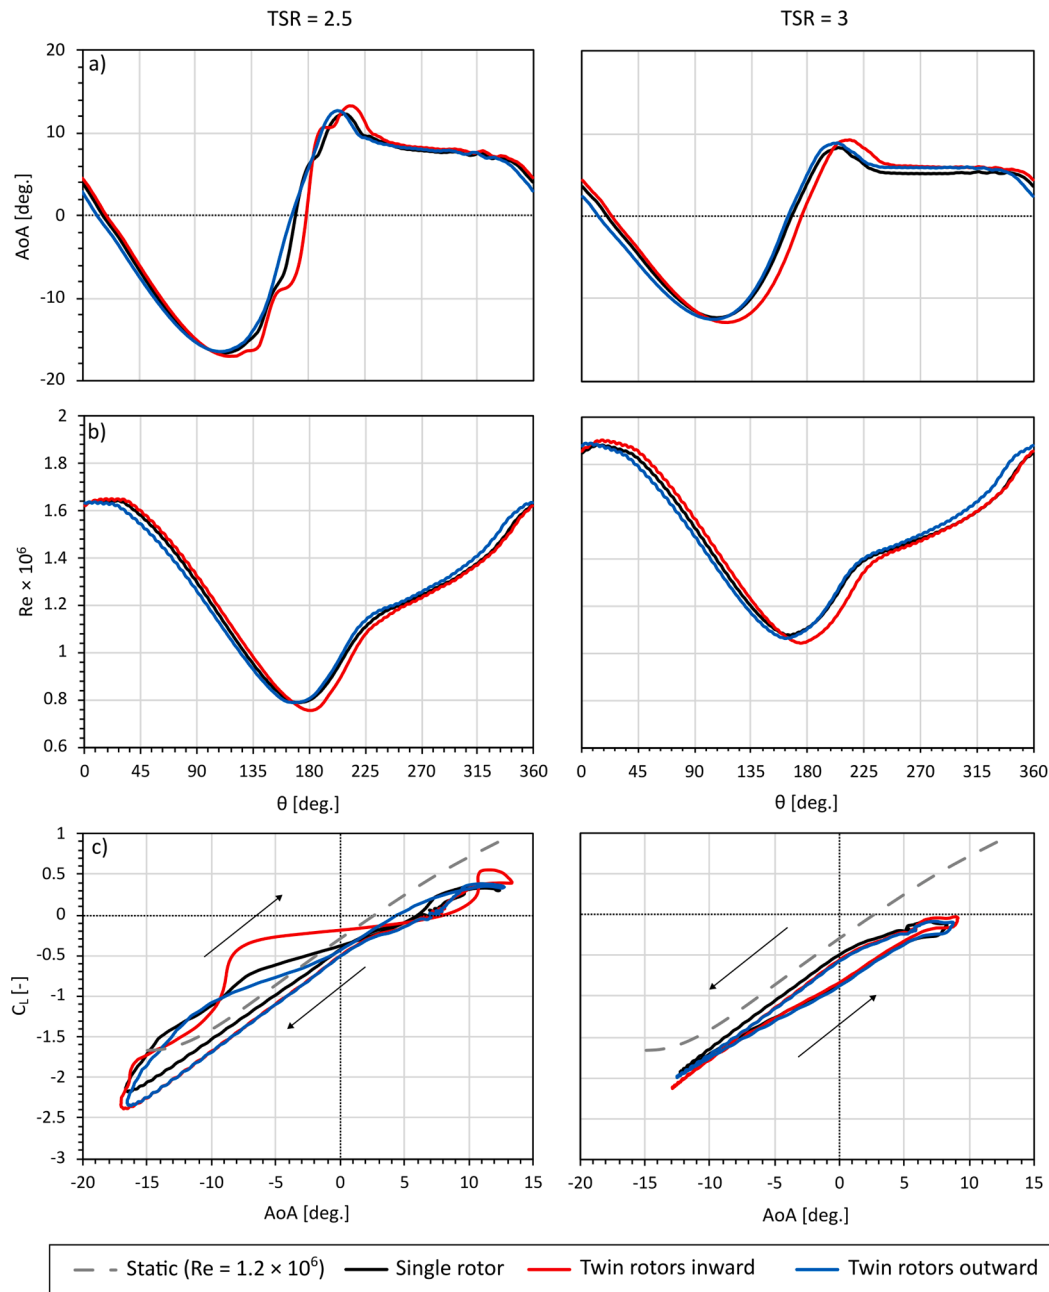 TSR = 2.5
TSR = 3
a)
20
10
0
-10
-20
AoA [deg.]
b)
2
1.8
1.6
1.4
1.2
1
0.8
0.6
Re × 10⁶
0 45 90 135 180 225 270 315 360
0 45 90 135 180 225 270 315 360
θ [deg.]
θ [deg.]
c)
1
0.5
0
-0.5
-1
-1.5
-2
-2.5
-3
C_L [-]
-20 -15 -10 -5 0 5 10 15
-20 -15 -10 -5 0 5 10 15
AoA [deg.]
AoA [deg.]
Static (Re = 1.2 × 10⁶) Single rotor Twin rotors inward Twin rotors outward